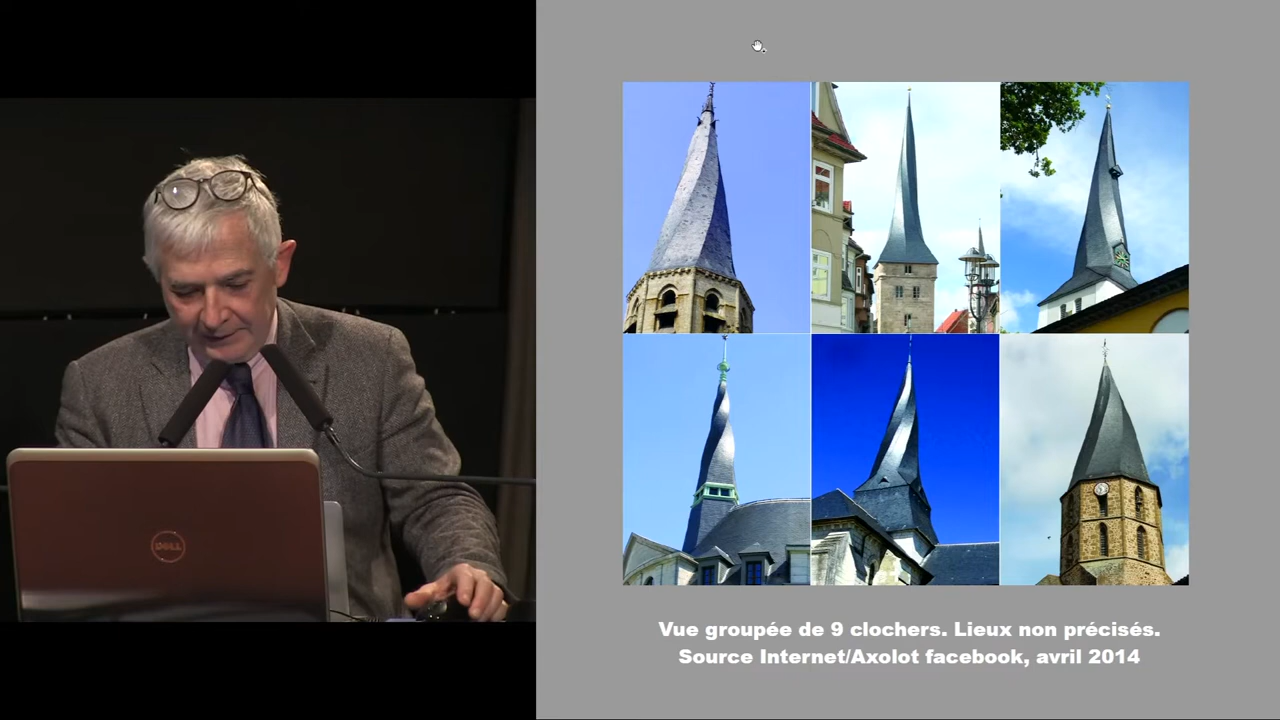 DELL
Vue groupée de 9 clochers. Lieux non précisés.
Source Internet/Axolot facebook, avril 2014